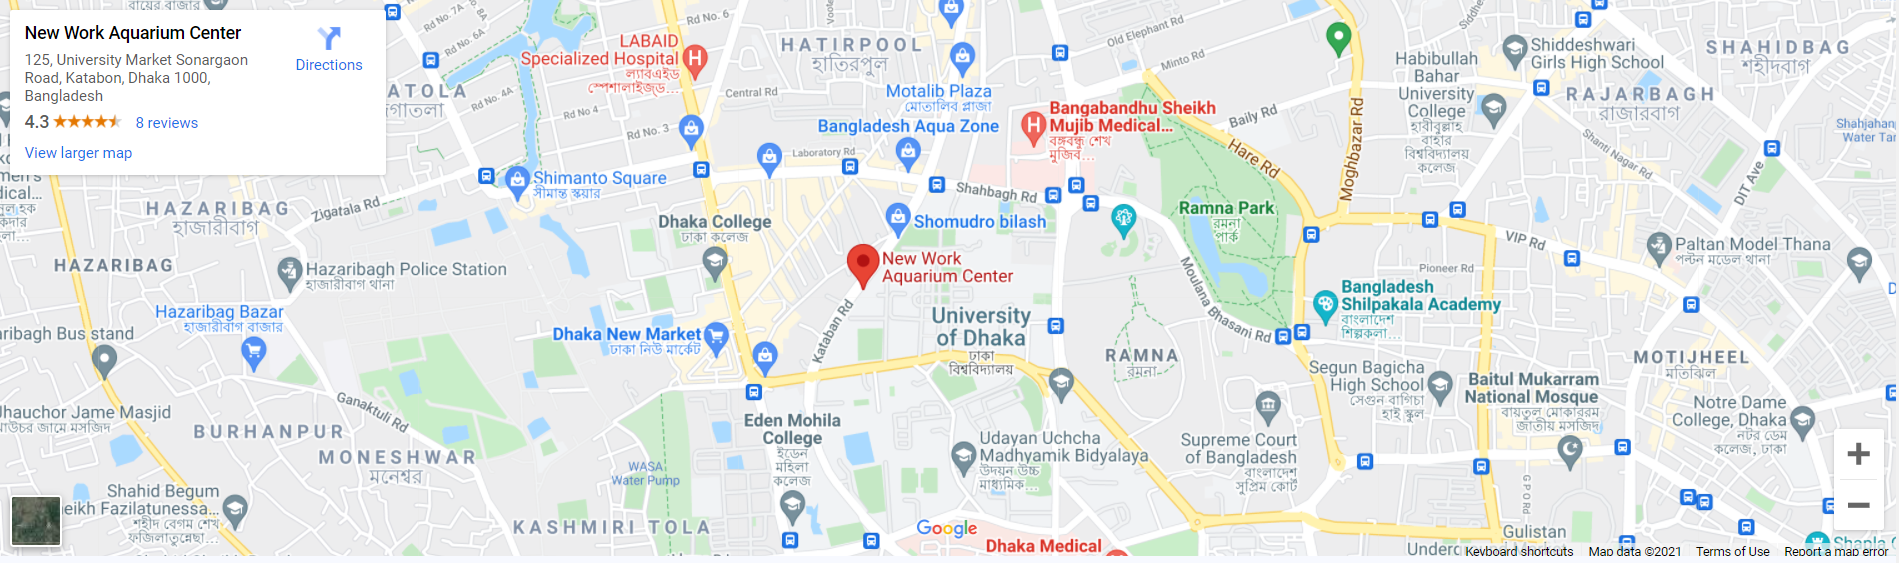 New Work Aquarium Center
125, University Market Sonargaon
Road, Katabon, Dhaka 1000,
Bangladesh
4.3
8 reviews
View larger map
Directions
Rd No. 7A
Rd No. 6A
Rd No. 6
Rd No. 4A
Rd No. 4
Rd No. 3
Central Rd
Laboratory Rd
LABAID
Specialized Hospital
ল্যাবএইড
স্পেশালাইজড...
HATIRPOOL
হাতিরপুল
Motalib Plaza
মোতালিব প্লাজা
Bangladesh Aqua Zone
Bangabandhu Sheikh
Mujib Medical...
বঙ্গবন্ধু শেখ
মুজিব...
Old Elephant Rd
Minto Rd
Baily Rd
Hare Rd
Moghbazar Rd
Habibullah
Bahar
University
College
হাবীবুল্লাহ
বাহার
বিশ্ববিদ্যালয়
কলেজ
Shiddeshwari
Girls High School
SHAHIDBAG
শহীদবাগ
RAJARBAGH
রাজারবাগ
Shanti Nagar Rd
DIT Ave
Shimanto Square
সীমান্ত স্কয়ার
HAZARIBAG
হাজারীবাগ
Zigatala Rd
HAZARIBAG
Hazaribagh Police Station
হাজারীবাগ থানা
Hazaribag Bazar
হাজারীবাগ বাজার
aribagh Bus stand
Dhaka College
ঢাকা কলেজ
Shahbagh Rd
Shomudro bilash
New Work
Aquarium Center
Kataban Rd
Dhaka New Market
ঢাকা নিউ মার্কেট
University
of Dhaka
ঢাকা
বিশ্ববিদ্যালয়
Ramna Park
রমনা
পার্ক
Moulana Bhasani Rd
RAMNA
রমনা
Bangladesh
Shilpakala Academy
বাংলাদেশ
শিল্পকলা...
VIP Rd
Pioneer Rd
Paltan Model Thana
পল্টন মডেল থানা
MOTIJHEEL
মতিঝিল
Segun Bagicha
High School
সেগুন বাগিচা
হাই স্কুল
Baitul Mukarram
National Mosque
বায়তুল মোকাররম
জাতীয় মসজিদ
Notre Dame
College, Dhaka
নটর ডেম
কলেজ, ঢাকা
Ganaktuli Rd
Jhauchor Jame Masjid
BURHANPUR
MONESHWAR
মনেশ্বর
Shahid Begum
eikh Fazilatunessa...
শহীদ বেগম শেখ
ফজিলাতুন্নেছা...
KASHMIRI TOLA
WASA
Water Pump
Eden Mohila
College
ইডেন
মহিলা
কলেজ
Udayan Uchcha
Madhyamik Bidyalaya
উদয়ন উচ্চ
মাধ্যমিক...
Supreme Court
of Bangladesh
বাংলাদেশ
সুপ্রিম কোর্ট
Google
Dhaka Medical
GPO Rd
Gulistan
গুলিস্তান
Keyboard shortcuts
Map data ©2021
Terms of Use
Report a map error